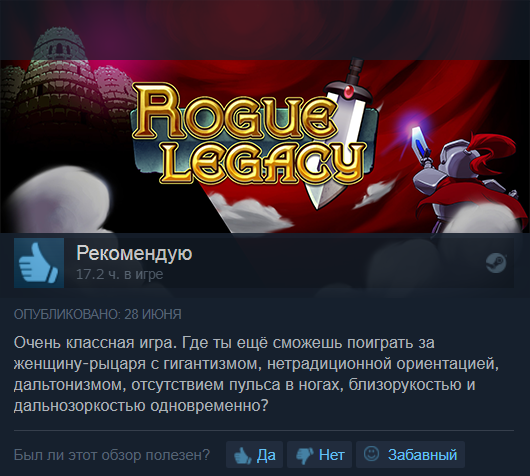 ROGUE
LEGACY
Рекомендую
17.2 ч. в игре
ОПУБЛИКОВАНО: 28 ИЮНЯ
Очень классная игра. Где ты ещё сможешь поиграть за
женщину-рыцаря с гигантизмом, нетрадиционной ориентацией,
дальтонизмом, отсутствием пульса в ногах, близорукостью и
дальнозоркостью одновременно?
Был ли этот обзор полезен? Да Нет Забавный